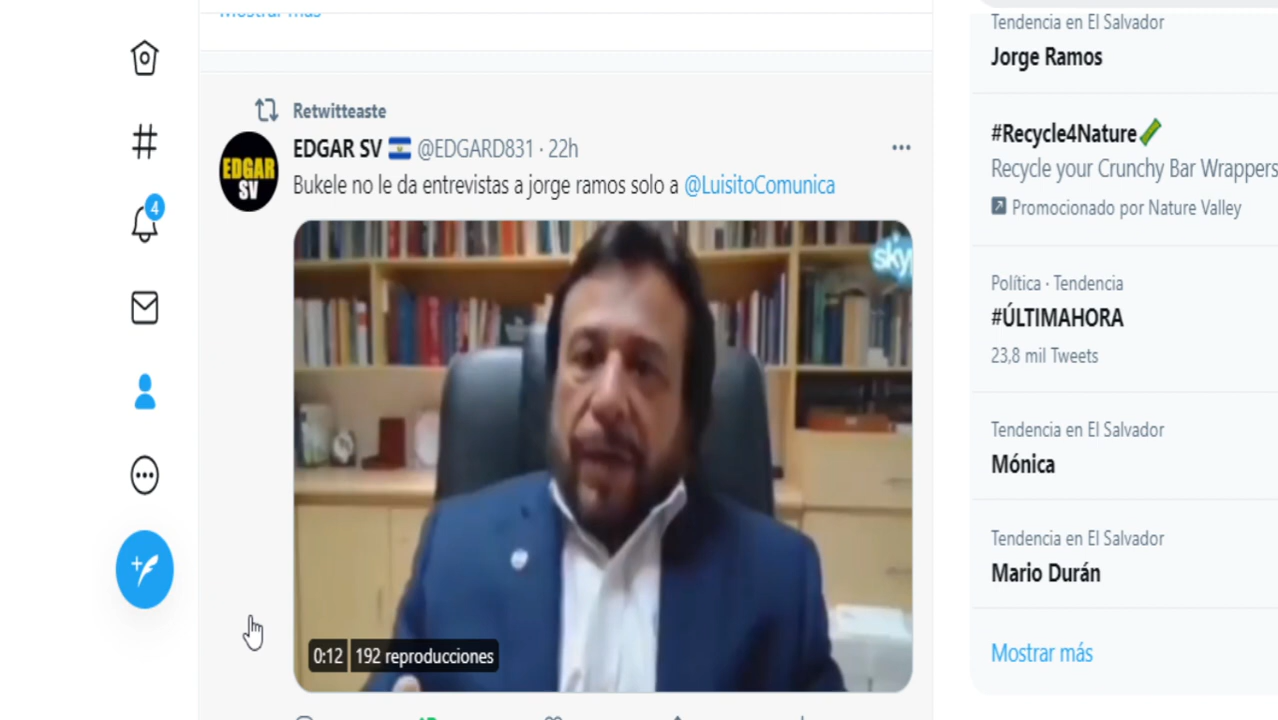 Mostrar más
Retwitteaste
EDGAR SV @EDGARD831 · 22h
EDGAR
SV
Bukele no le da entrevistas a jorge ramos solo a @LuisitoComunica
sky
0:12 192 reproducciones
4
Tendencia en El Salvador
Jorge Ramos
#Recycle4Nature
Recycle your Crunchy Bar Wrappers
Promocionado por Nature Valley
Política · Tendencia
#ÚLTIMAHORA
23,8 mil Tweets
Tendencia en El Salvador
Mónica
Tendencia en El Salvador
Mario Durán
Mostrar más